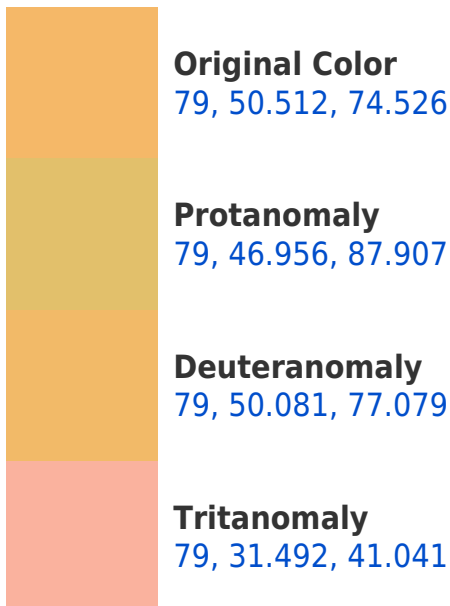 Original Color
79, 50.512, 74.526
Protanomaly
79, 46.956, 87.907
Deuteranomaly
79, 50.081, 77.079
Tritanomaly
79, 31.492, 41.041